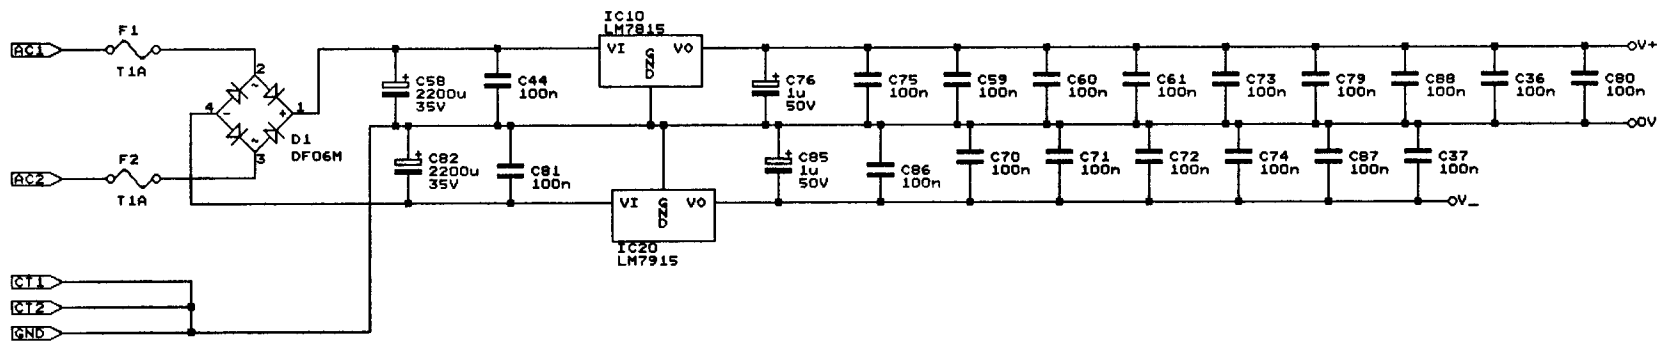 F1
AC1
T1A
F2
AC2
T1A
2
4
~
-
+
1
~
3
D1
DF06M
C58
2200u
35V
C44
100n
IC10
LM7815
VI
GND
VO
C76
1u
50V
C75
100n
C59
100n
C60
100n
C61
100n
C73
100n
C79
100n
C88
100n
C36
100n
C80
100n
V+
0V
C82
2200u
35V
C81
100n
VI
GND
VO
IC20
LM7915
C85
1u
50V
C86
100n
C70
100n
C71
100n
C72
100n
C74
100n
C87
100n
C37
100n
V_
CT1
CT2
GND